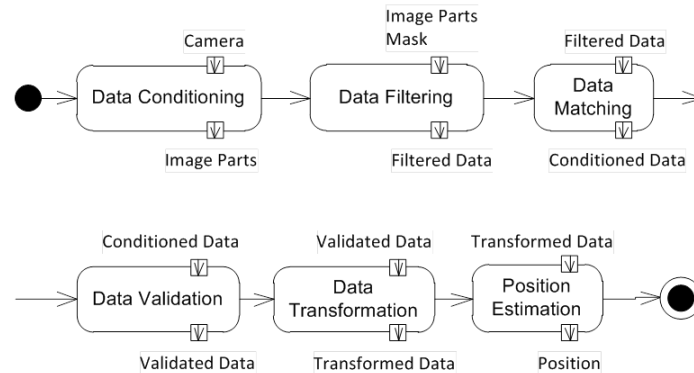 Camera
Image Parts
Mask
Filtered Data
Data Conditioning
Data Filtering
Data
Matching
Image Parts
Filtered Data
Conditioned Data
Conditioned Data
Validated Data
Transformed Data
Data Validation
Data
Transformation
Position
Estimation
Validated Data
Transformed Data
Position